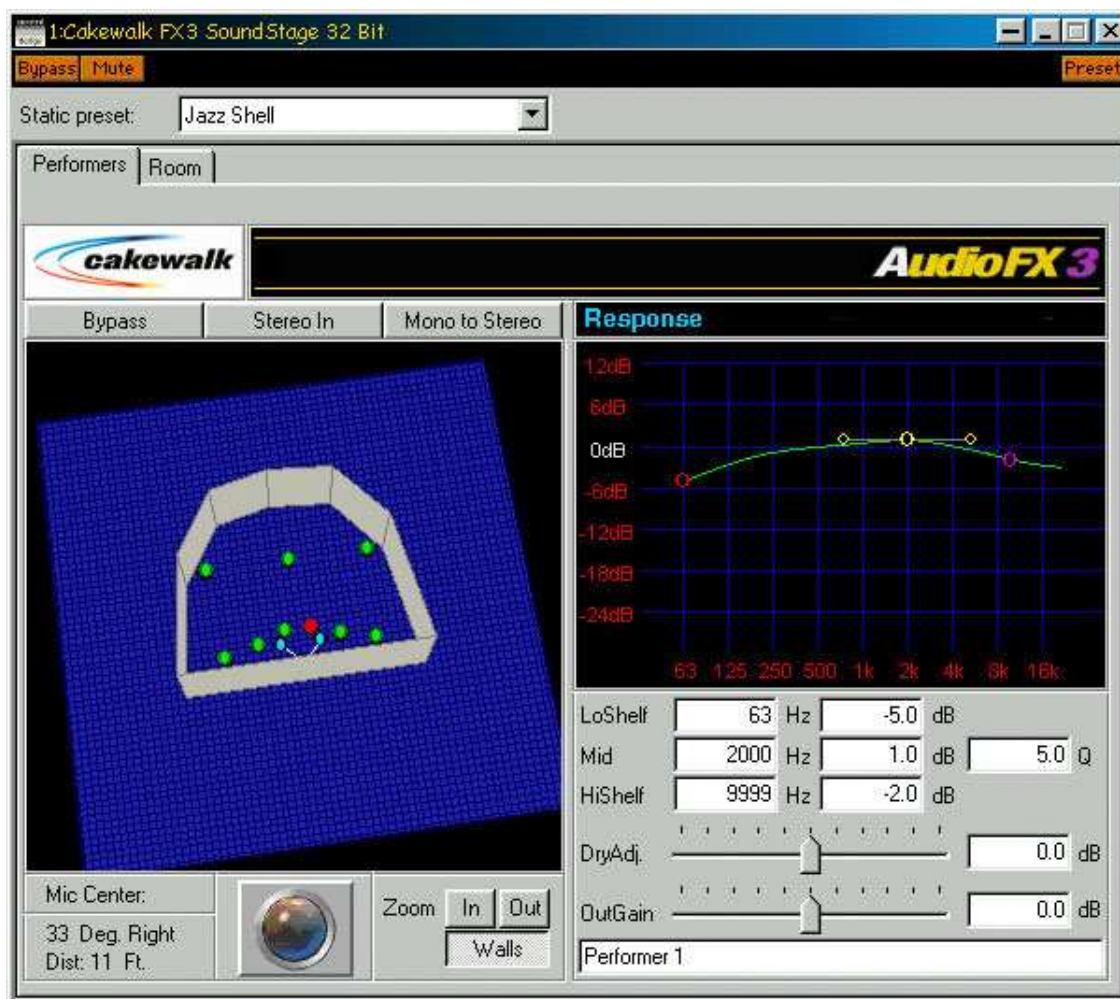 1:Cakewalk FX3 SoundStage 32 Bit
Bypass Mute Preset
Static preset: Jazz Shell
Performers Room
cakewalk AudioFX 3
Bypass Stereo In Mono to Stereo Response
12dB
6dB
0dB
-6dB
-12dB
-18dB
-24dB
63 125 250 500 1k 2k 4k 8k 16k
LoShelf 63 Hz -5.0 dB
Mid 2000 Hz 1.0 dB 5.0 Q
HiShelf 9999 Hz -2.0 dB
DryAdj. 0.0 dB
OutGain 0.0 dB
Performer 1
Mic Center:
33 Deg. Right
Dist: 11 Ft.
Zoom In Out
Walls